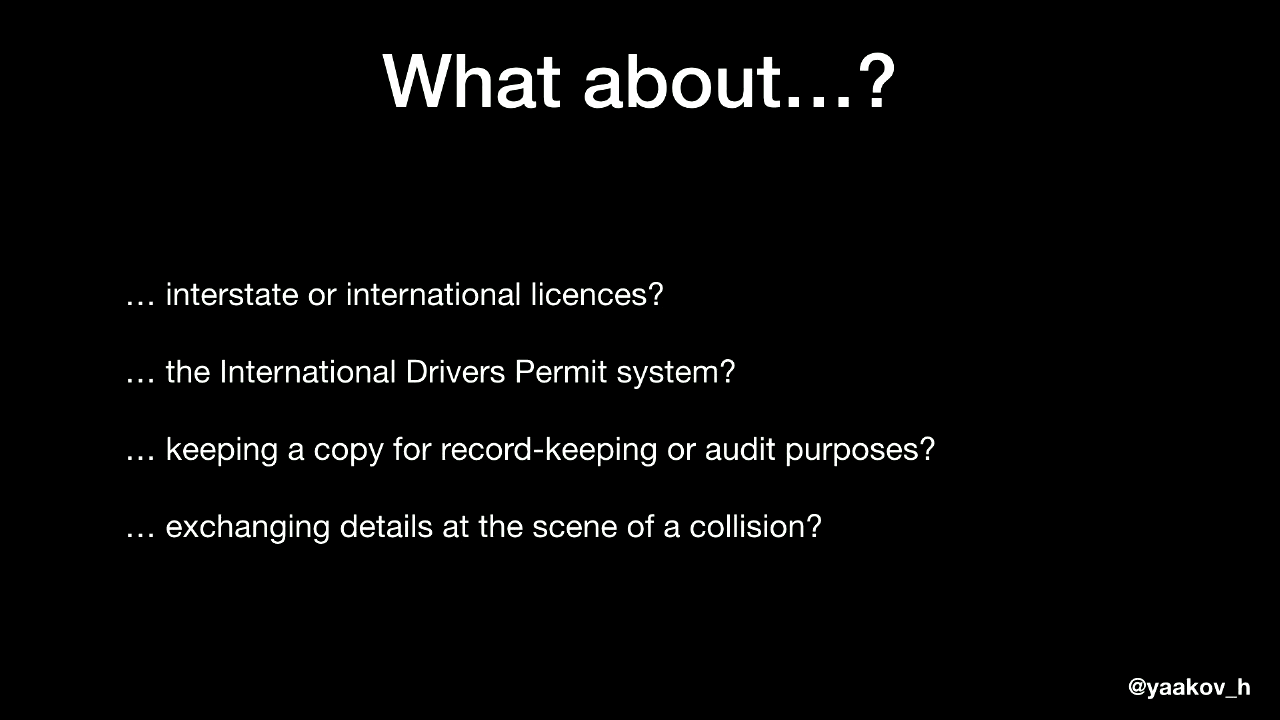 What about…?
… interstate or international licences?
… the International Drivers Permit system?
… keeping a copy for record-keeping or audit purposes?
… exchanging details at the scene of a collision?
@yaakov_h